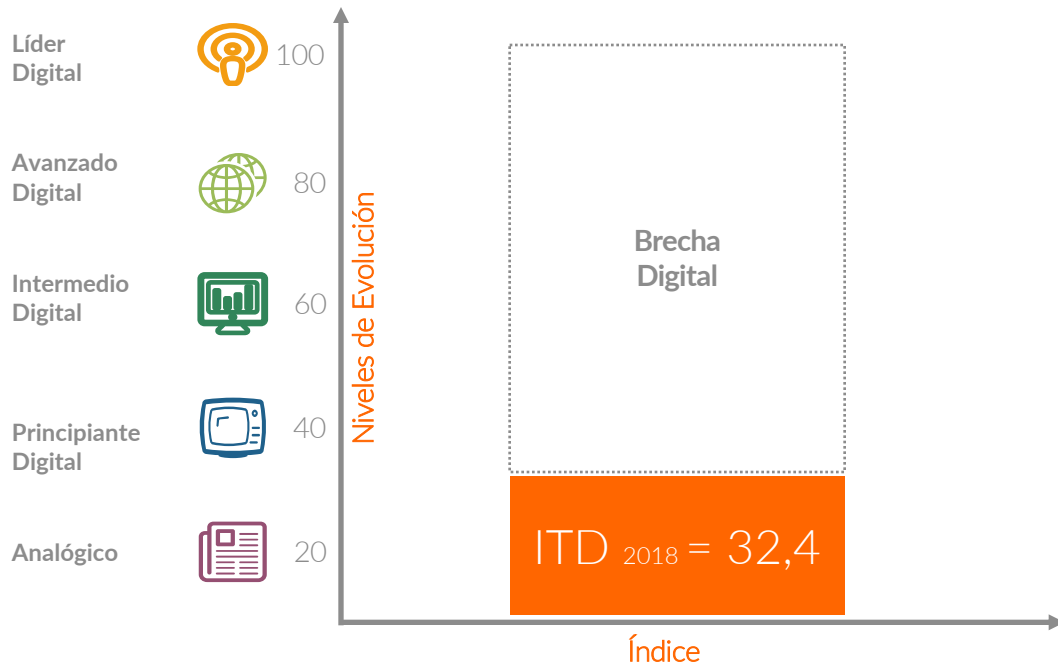 Líder
Digital
100
Avanzado
Digital
80
Intermedio
Digital
60
Principiante
Digital
40
Analógico
20
Niveles de Evolución
Brecha
Digital
ITD 2018 = 32,4
Índice